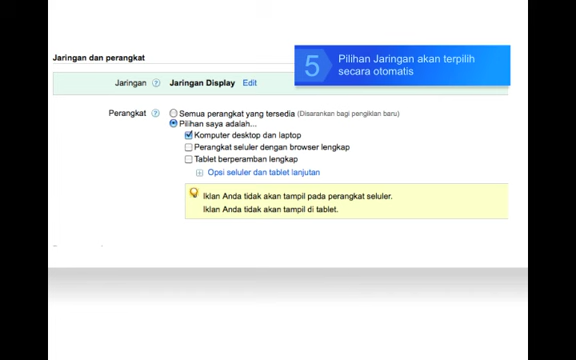 5
Pilihan Jaringan akan terpilih
secara otomatis
Jaringan dan perangkat
Jaringan ? Jaringan Display Edit
Perangkat ? Semua perangkat yang tersedia (Disarankan bagi pengiklan baru)
Pilihan saya adalah...
Komputer desktop dan laptop
Perangkat seluler dengan browser lengkap
Tablet berperamban lengkap
Opsi seluler dan tablet lanjutan
Iklan Anda tidak akan tampil pada perangkat seluler.
Iklan Anda tidak akan tampil di tablet.